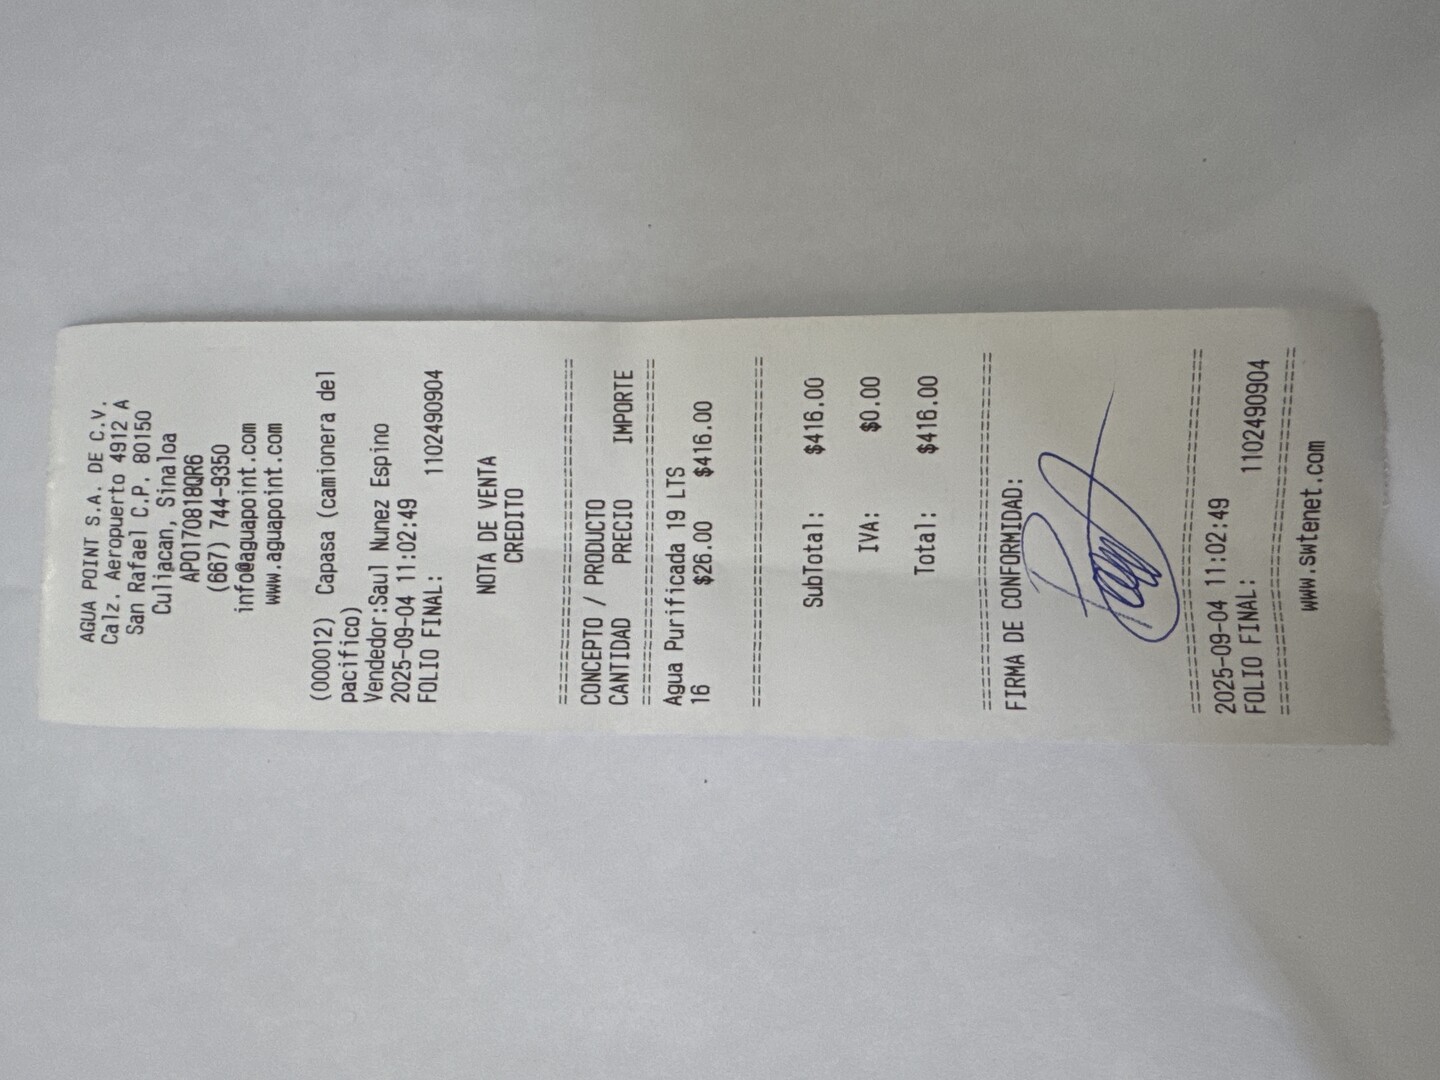 AGUA POINT S.A. DE C.V.
Calz. Aeropuerto 4912 A
San Rafael C.P. 80150
Culiacan, Sinaloa
APO170818QR6
(667) 744-9350
info@aguapoint.com
www.aguapoint.com
(000012) Capasa (camionera del
pacifico)
Vendedor:Saul Nunez Espino
2025-09-04 11:02:49
FOLIO FINAL: 1102490904
NOTA DE VENTA
CREDITO
==============================
CONCEPTO / PRODUCTO
CANTIDAD PRECIO IMPORTE
==============================
Agua Purificada 19 LTS
16 $26.00 $416.00
==============================
SubTotal: $416.00
IVA: $0.00
Total: $416.00
==============================
FIRMA DE CONFORMIDAD:
==============================
2025-09-04 11:02:49
FOLIO FINAL: 1102490904
==============================
www.swtenet.com